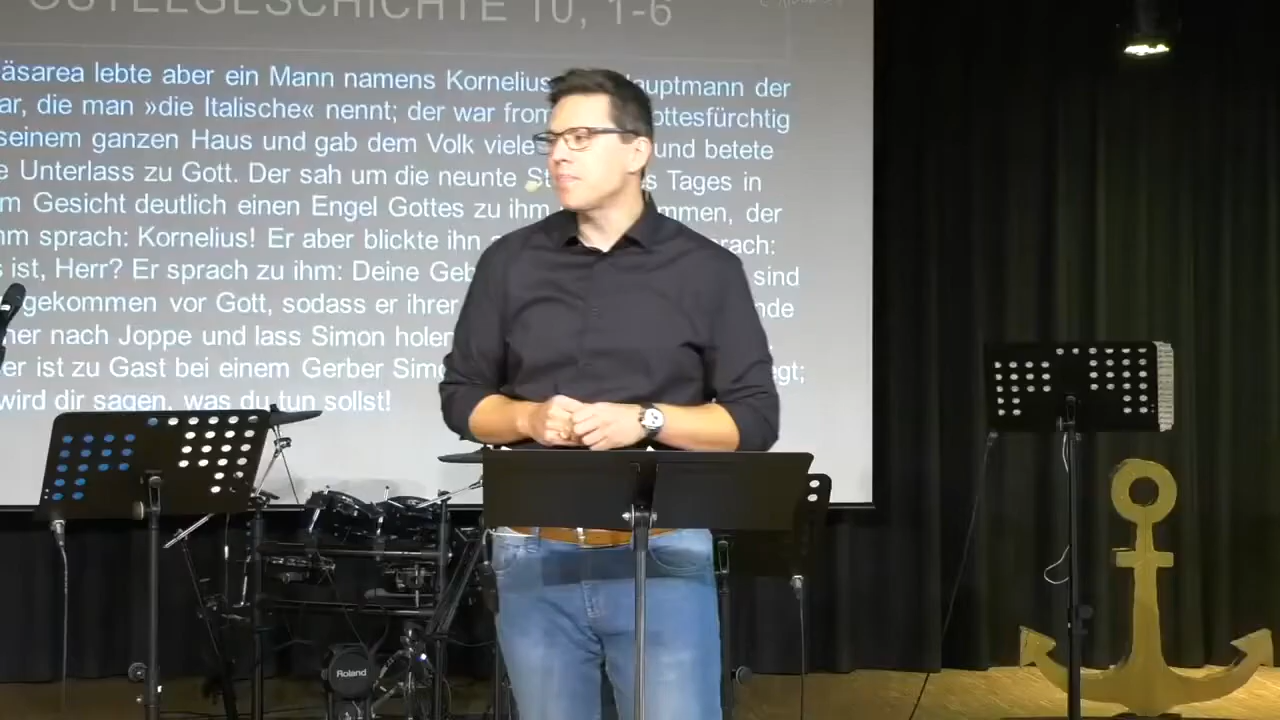 OSTELGESCHICHTE 10, 1-6
äsarea lebte aber ein Mann namens Kornelius auptmann der
ar, die man »die Italische« nennt; der war from ottesfürchtig
seinem ganzen Haus und gab dem Volk viele und betete
e Unterlass zu Gott. Der sah um die neunte St s Tages in
m Gesicht deutlich einen Engel Gottes zu ihm mmen, der
hm sprach: Kornelius! Er aber blickte ihn a rach:
s ist, Herr? Er sprach zu ihm: Deine Geb sind
gekommen vor Gott, sodass er ihrer nde
ner nach Joppe und lass Simon holen
er ist zu Gast bei einem Gerber Simo egt;
wird dir sagen, was du tun sollst!
Roland